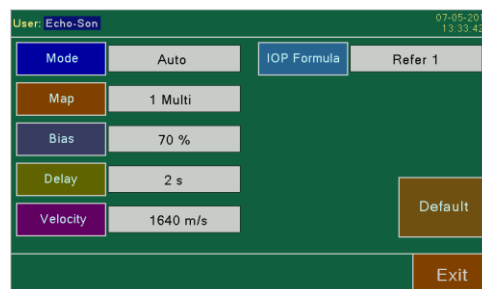 User: Echo-Son
07-05-201
13:33:42
Mode Auto IOP Formula Refer 1
Map 1 Multi
Bias 70 %
Delay 2 s
Velocity 1640 m/s
Default
Exit